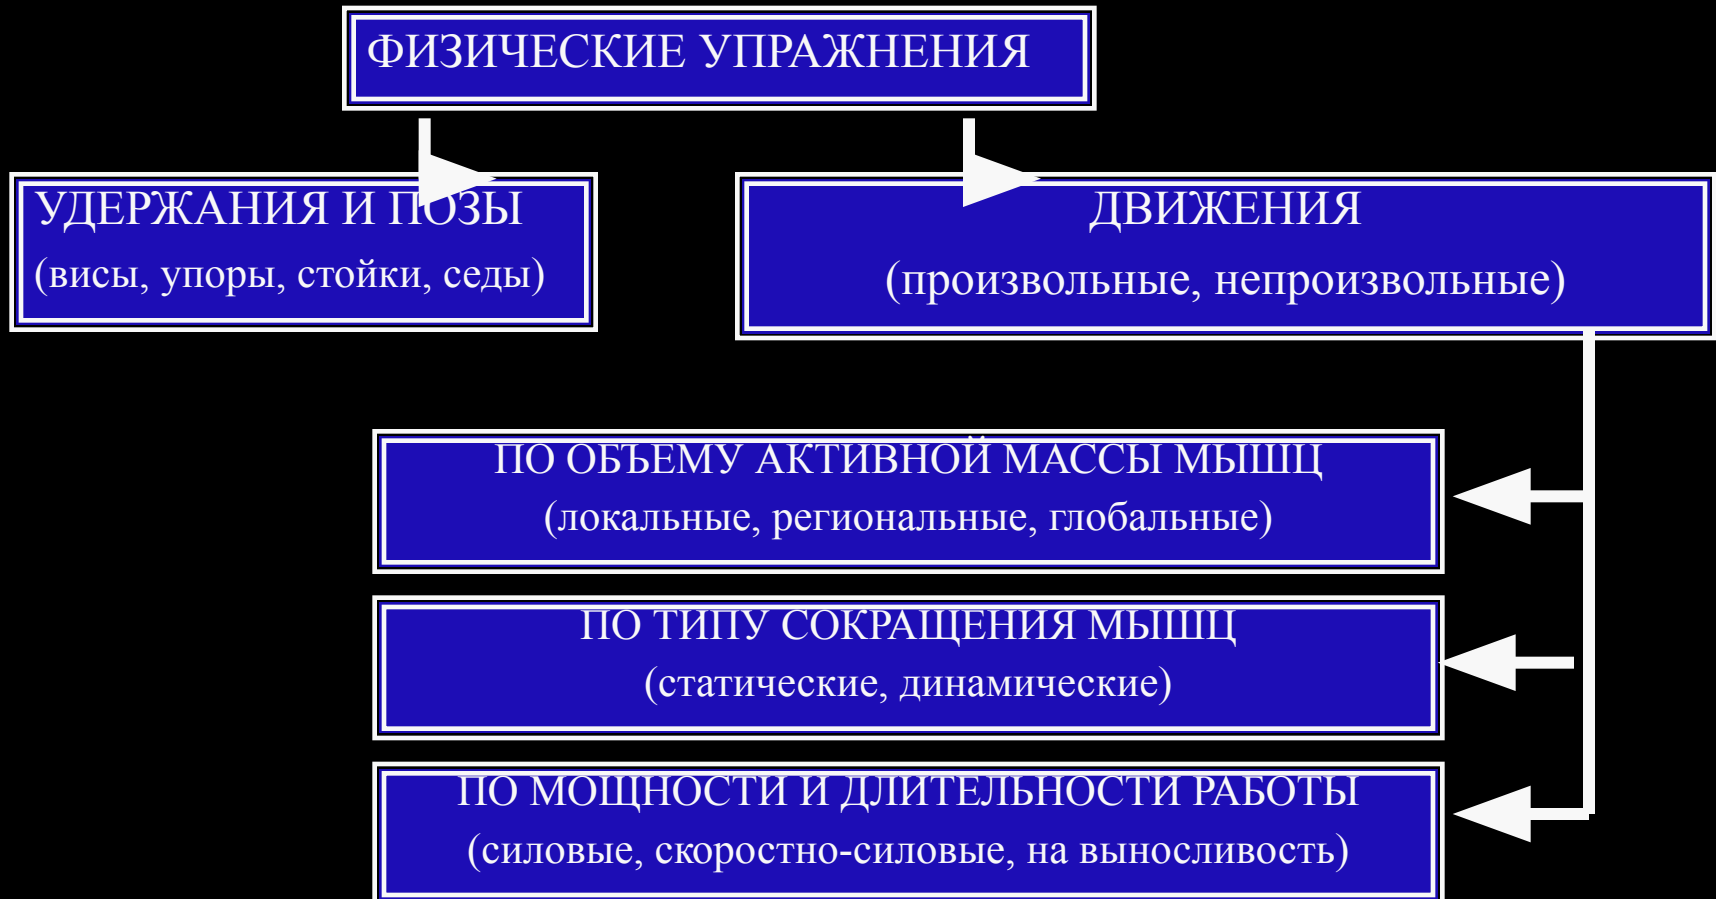 ФИЗИЧЕСКИЕ УПРАЖНЕНИЯ
УДЕРЖАНИЯ И ПОЗЫ
(висы, упоры, стойки, седы)
ДВИЖЕНИЯ
(произвольные, непроизвольные)
ПО ОБЪЕМУ АКТИВНОЙ МАССЫ МЫШЦ
(локальные, региональные, глобальные)
ПО ТИПУ СОКРАЩЕНИЯ МЫШЦ
(статические, динамические)
ПО МОЩНОСТИ И ДЛИТЕЛЬНОСТИ РАБОТЫ
(силовые, скоростно-силовые, на выносливость)